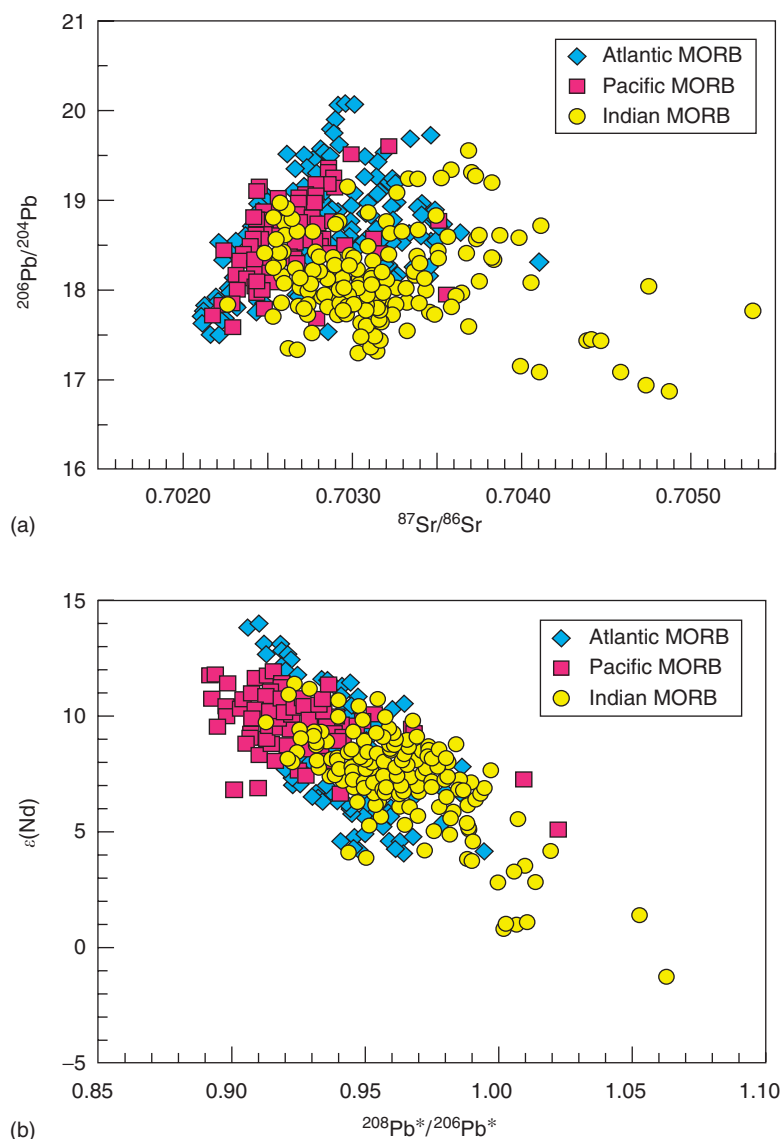 21
20
19
18
17
16
²⁰⁶Pb/²⁰⁴Pb
Atlantic MORB
Pacific MORB
Indian MORB
0.7020 0.7030 0.7040 0.7050
(a) ⁸⁷Sr/⁸⁶Sr
15
10
5
0
−5
ε(Nd)
Atlantic MORB
Pacific MORB
Indian MORB
0.85 0.90 0.95 1.00 1.05 1.10
(b) ²⁰⁸Pb*/²⁰⁶Pb*